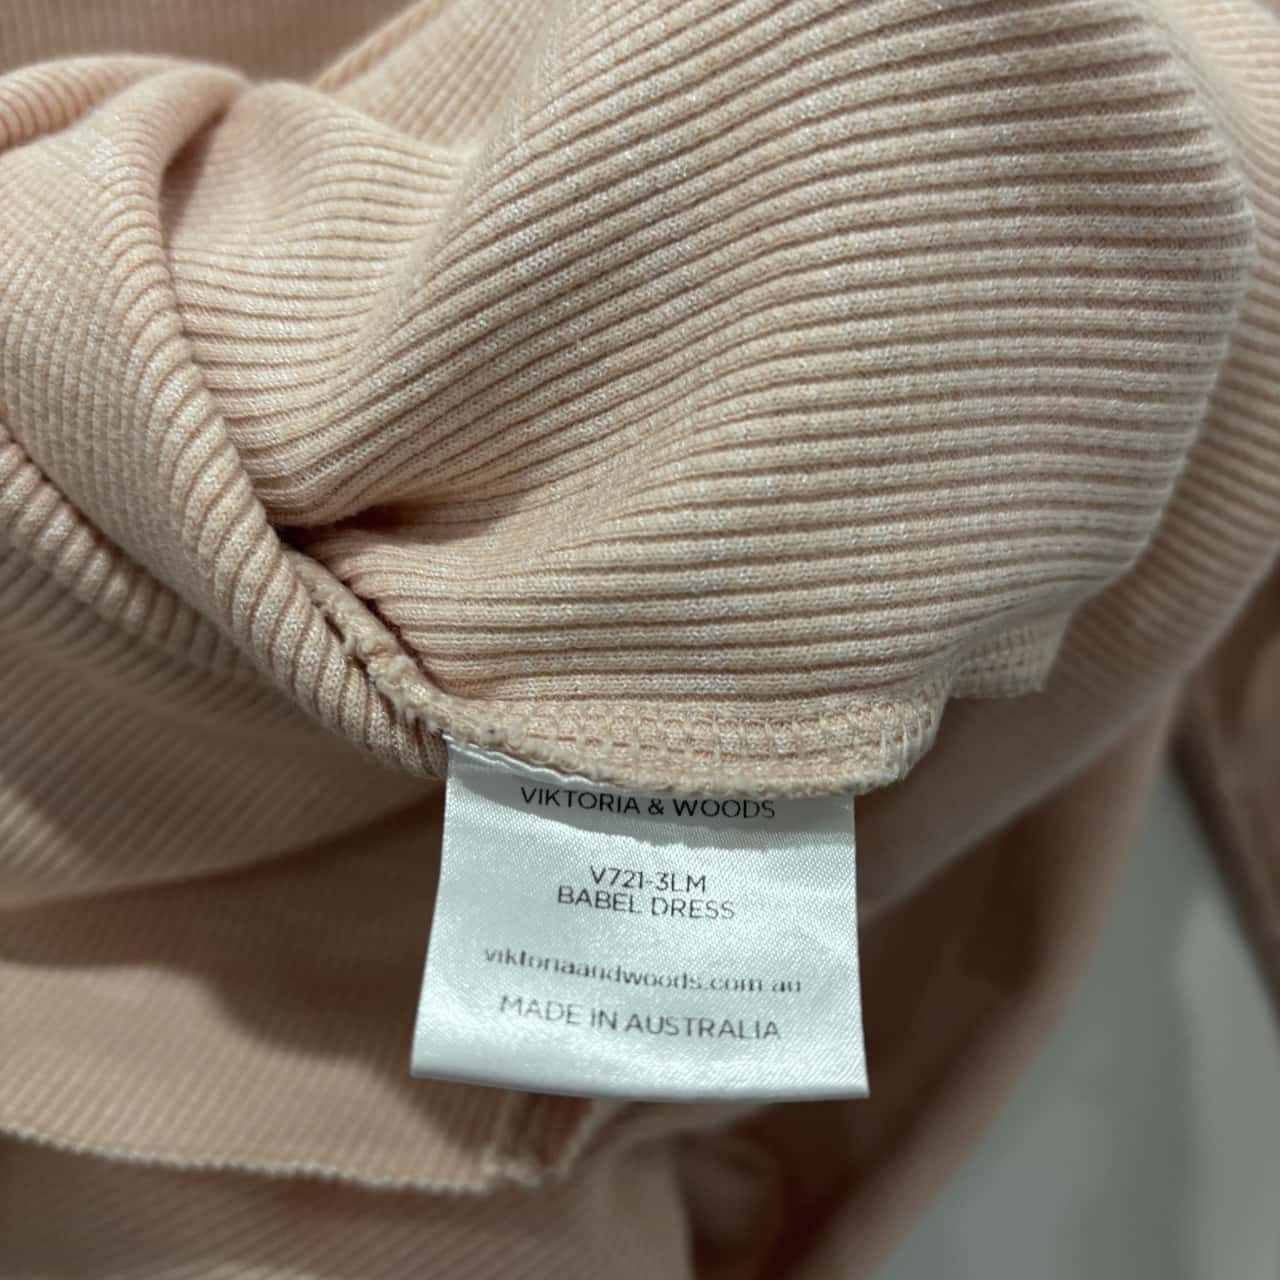 VIKTORIA & WOODS
V721-3LM
BABEL DRESS
viktoriaandwoods.com.au
MADE IN AUSTRALIA